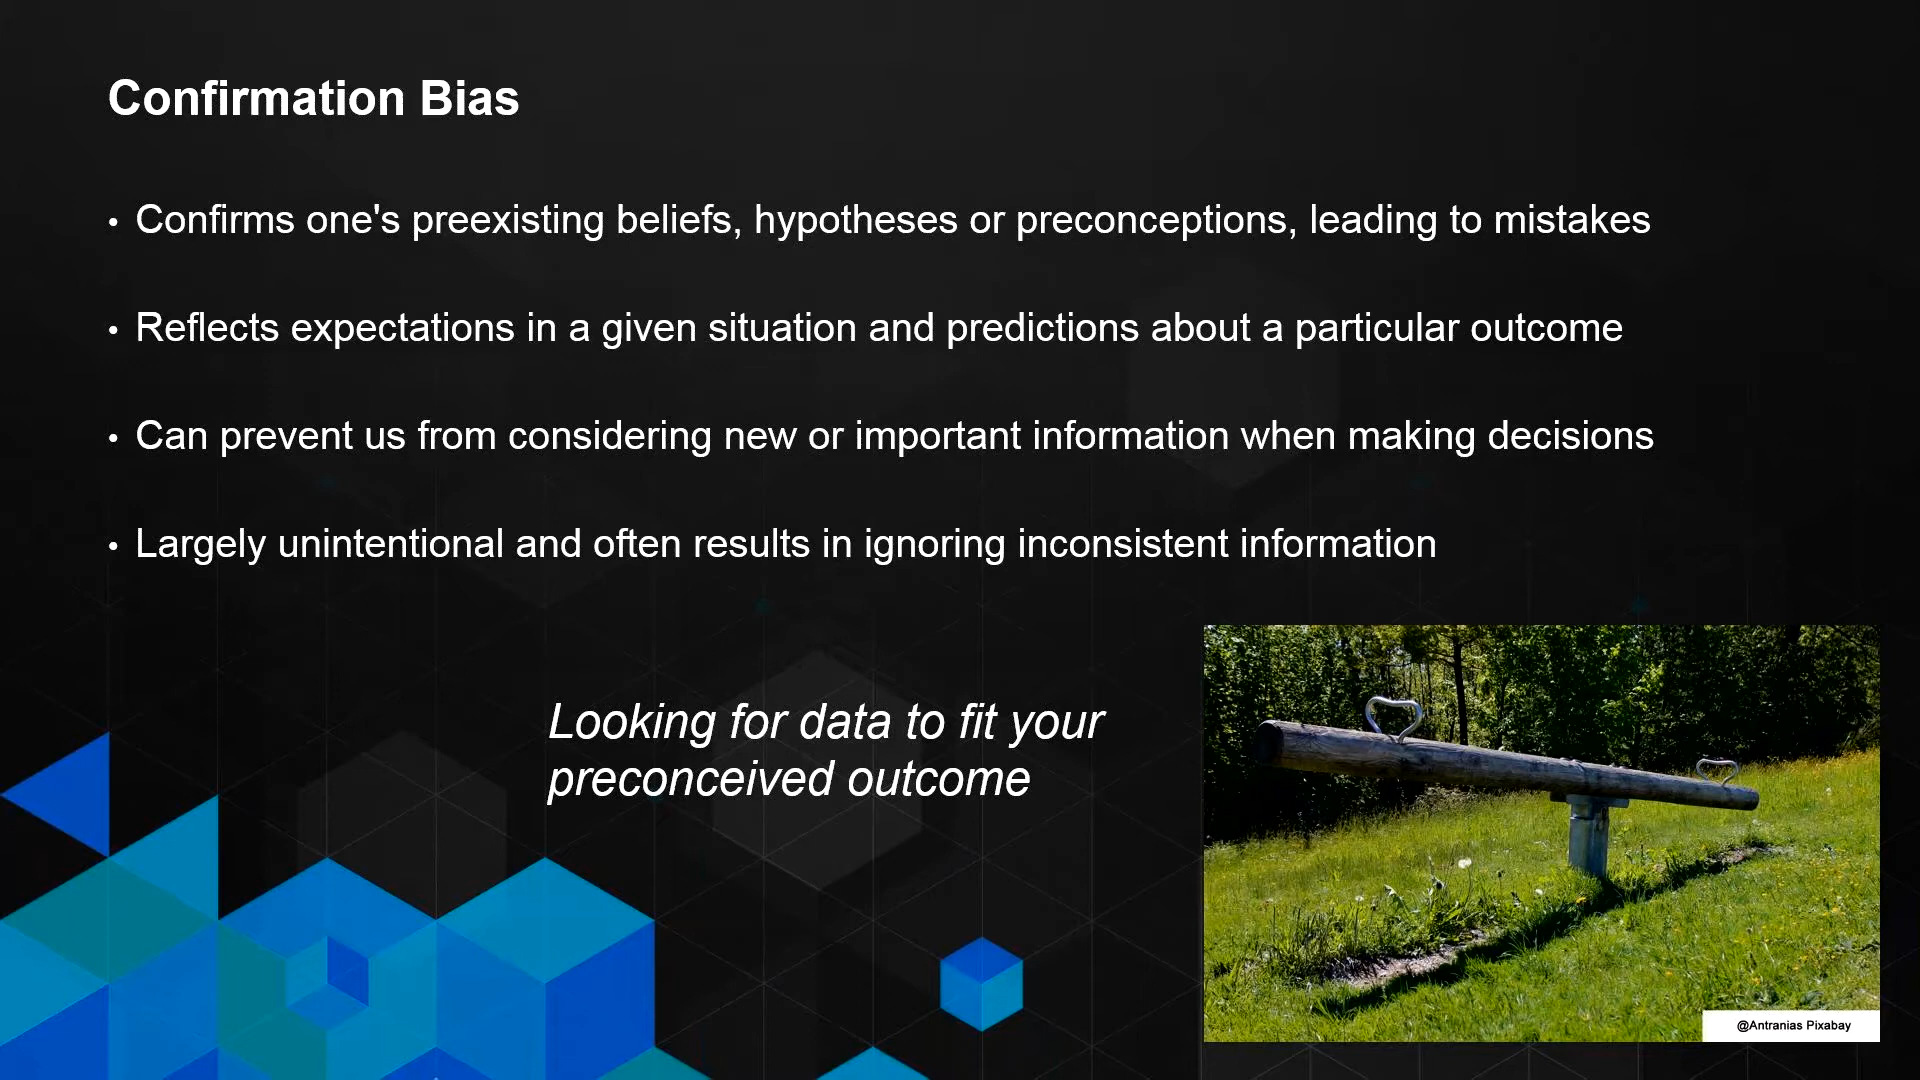 Confirmation Bias
• Confirms one's preexisting beliefs, hypotheses or preconceptions, leading to mistakes
• Reflects expectations in a given situation and predictions about a particular outcome
• Can prevent us from considering new or important information when making decisions
• Largely unintentional and often results in ignoring inconsistent information
Looking for data to fit your
preconceived outcome
@Antranias Pixabay